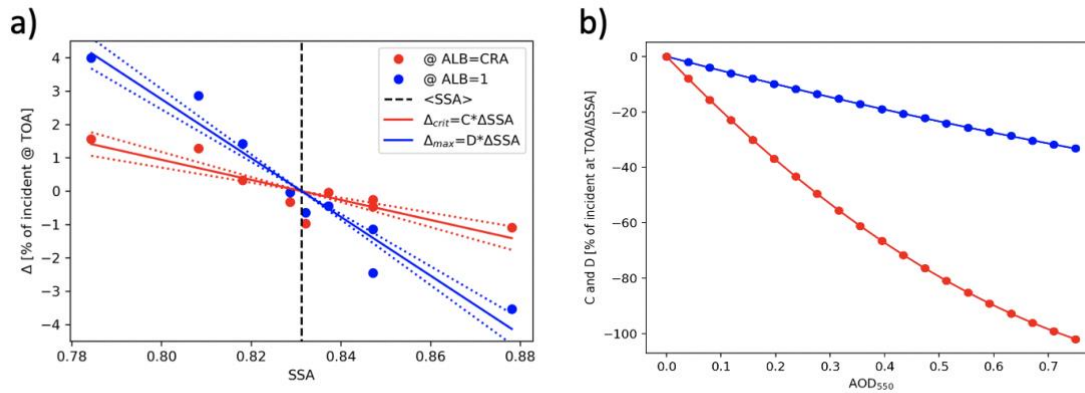 a)
Δ [% of incident @ TOA]
4
3
2
1
0
−1
−2
−3
−4
0.78 0.80 0.82 0.84 0.86 0.88
SSA
@ ALB=CRA
@ ALB=1
<SSA>
Δcrit=C*ΔSSA
Δmax=D*ΔSSA
b)
C and D [% of incident at TOA/ΔSSA]
0
−20
−40
−60
−80
−100
0.0 0.1 0.2 0.3 0.4 0.5 0.6 0.7
AOD550